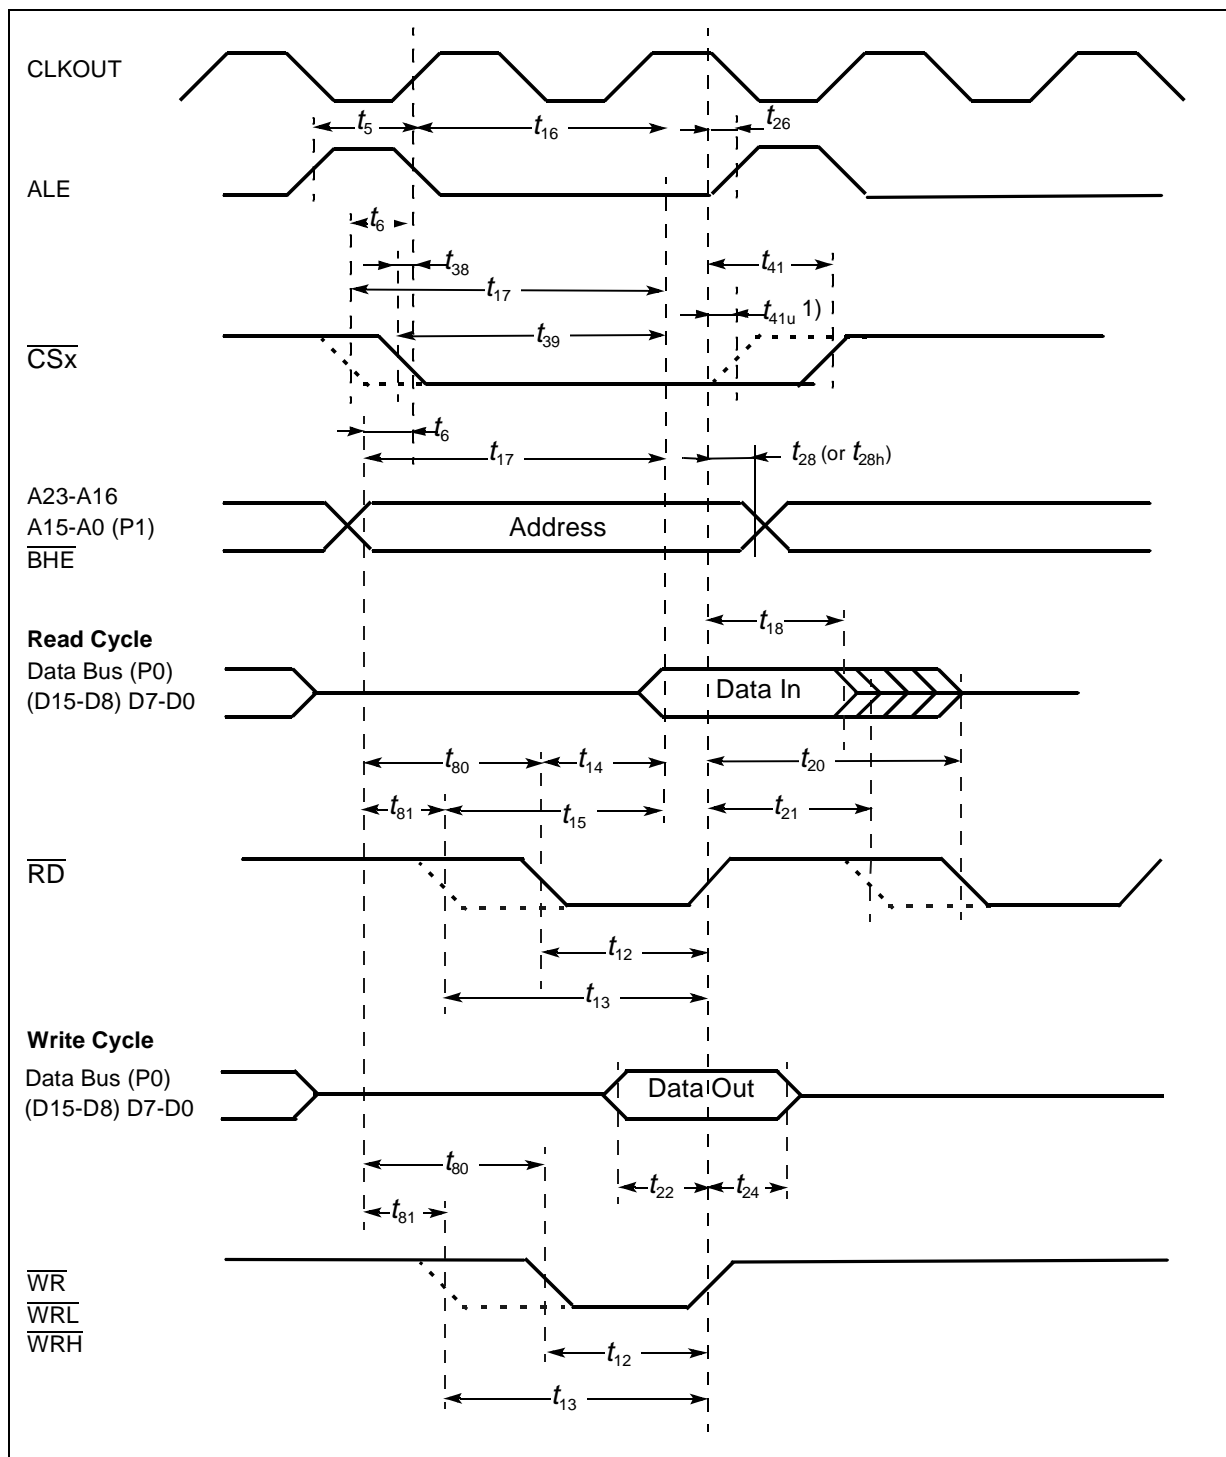 CLKOUT
t5 t16 t26
ALE
t6
t38 t41
t17
t41u 1)
t39
CSx
t6
t17 t28 (or t28h)
A23-A16
A15-A0 (P1) Address
BHE
t18
Read Cycle
Data Bus (P0)
(D15-D8) D7-D0 Data In
t80 t14 t20
t81 t15 t21
RD
t12
t13
Write Cycle
Data Bus (P0) Data Out
(D15-D8) D7-D0
t80
t22 t24
t81
WR
WRL
WRH
t12
t13